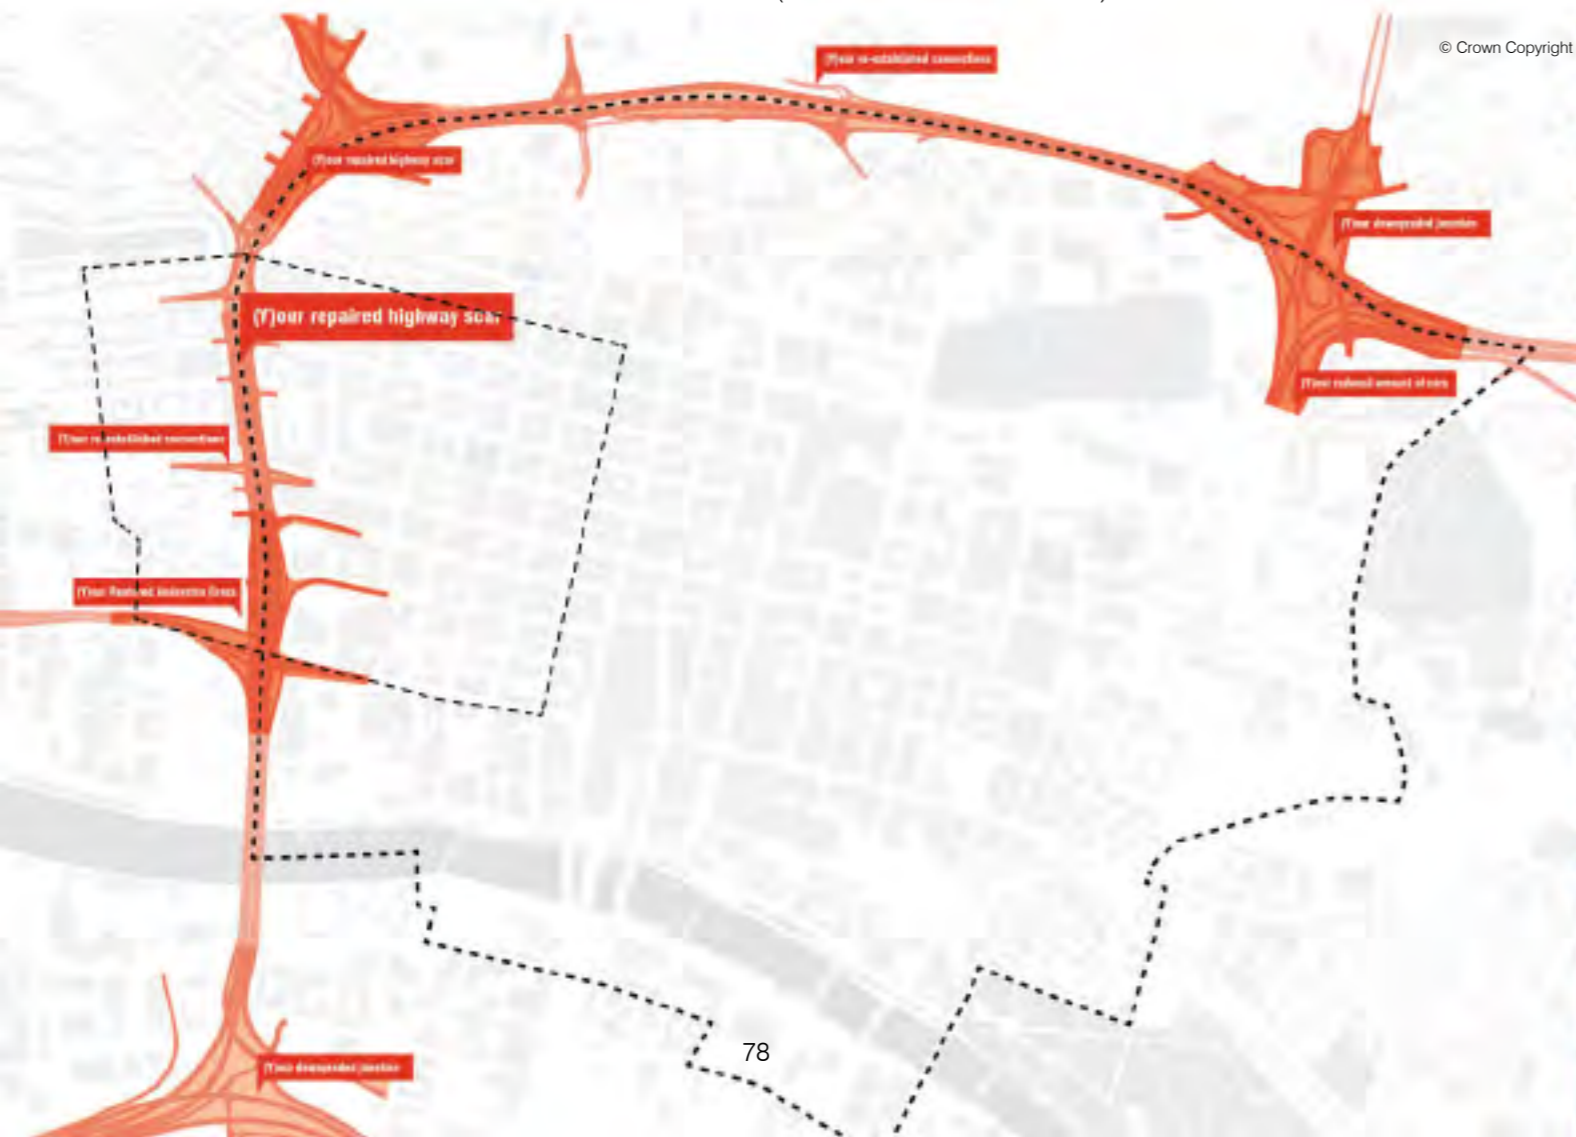 © Crown Copyright
(Y)our re-established connections
(Y)our repaired highway scar
(Y)our downgraded junction
(Y)our repaired highway scar
(Y)our reduced amount of cars
(Y)our re-established connections
(Y)our Restored Anderston Cross
78
(Y)our downgraded junction